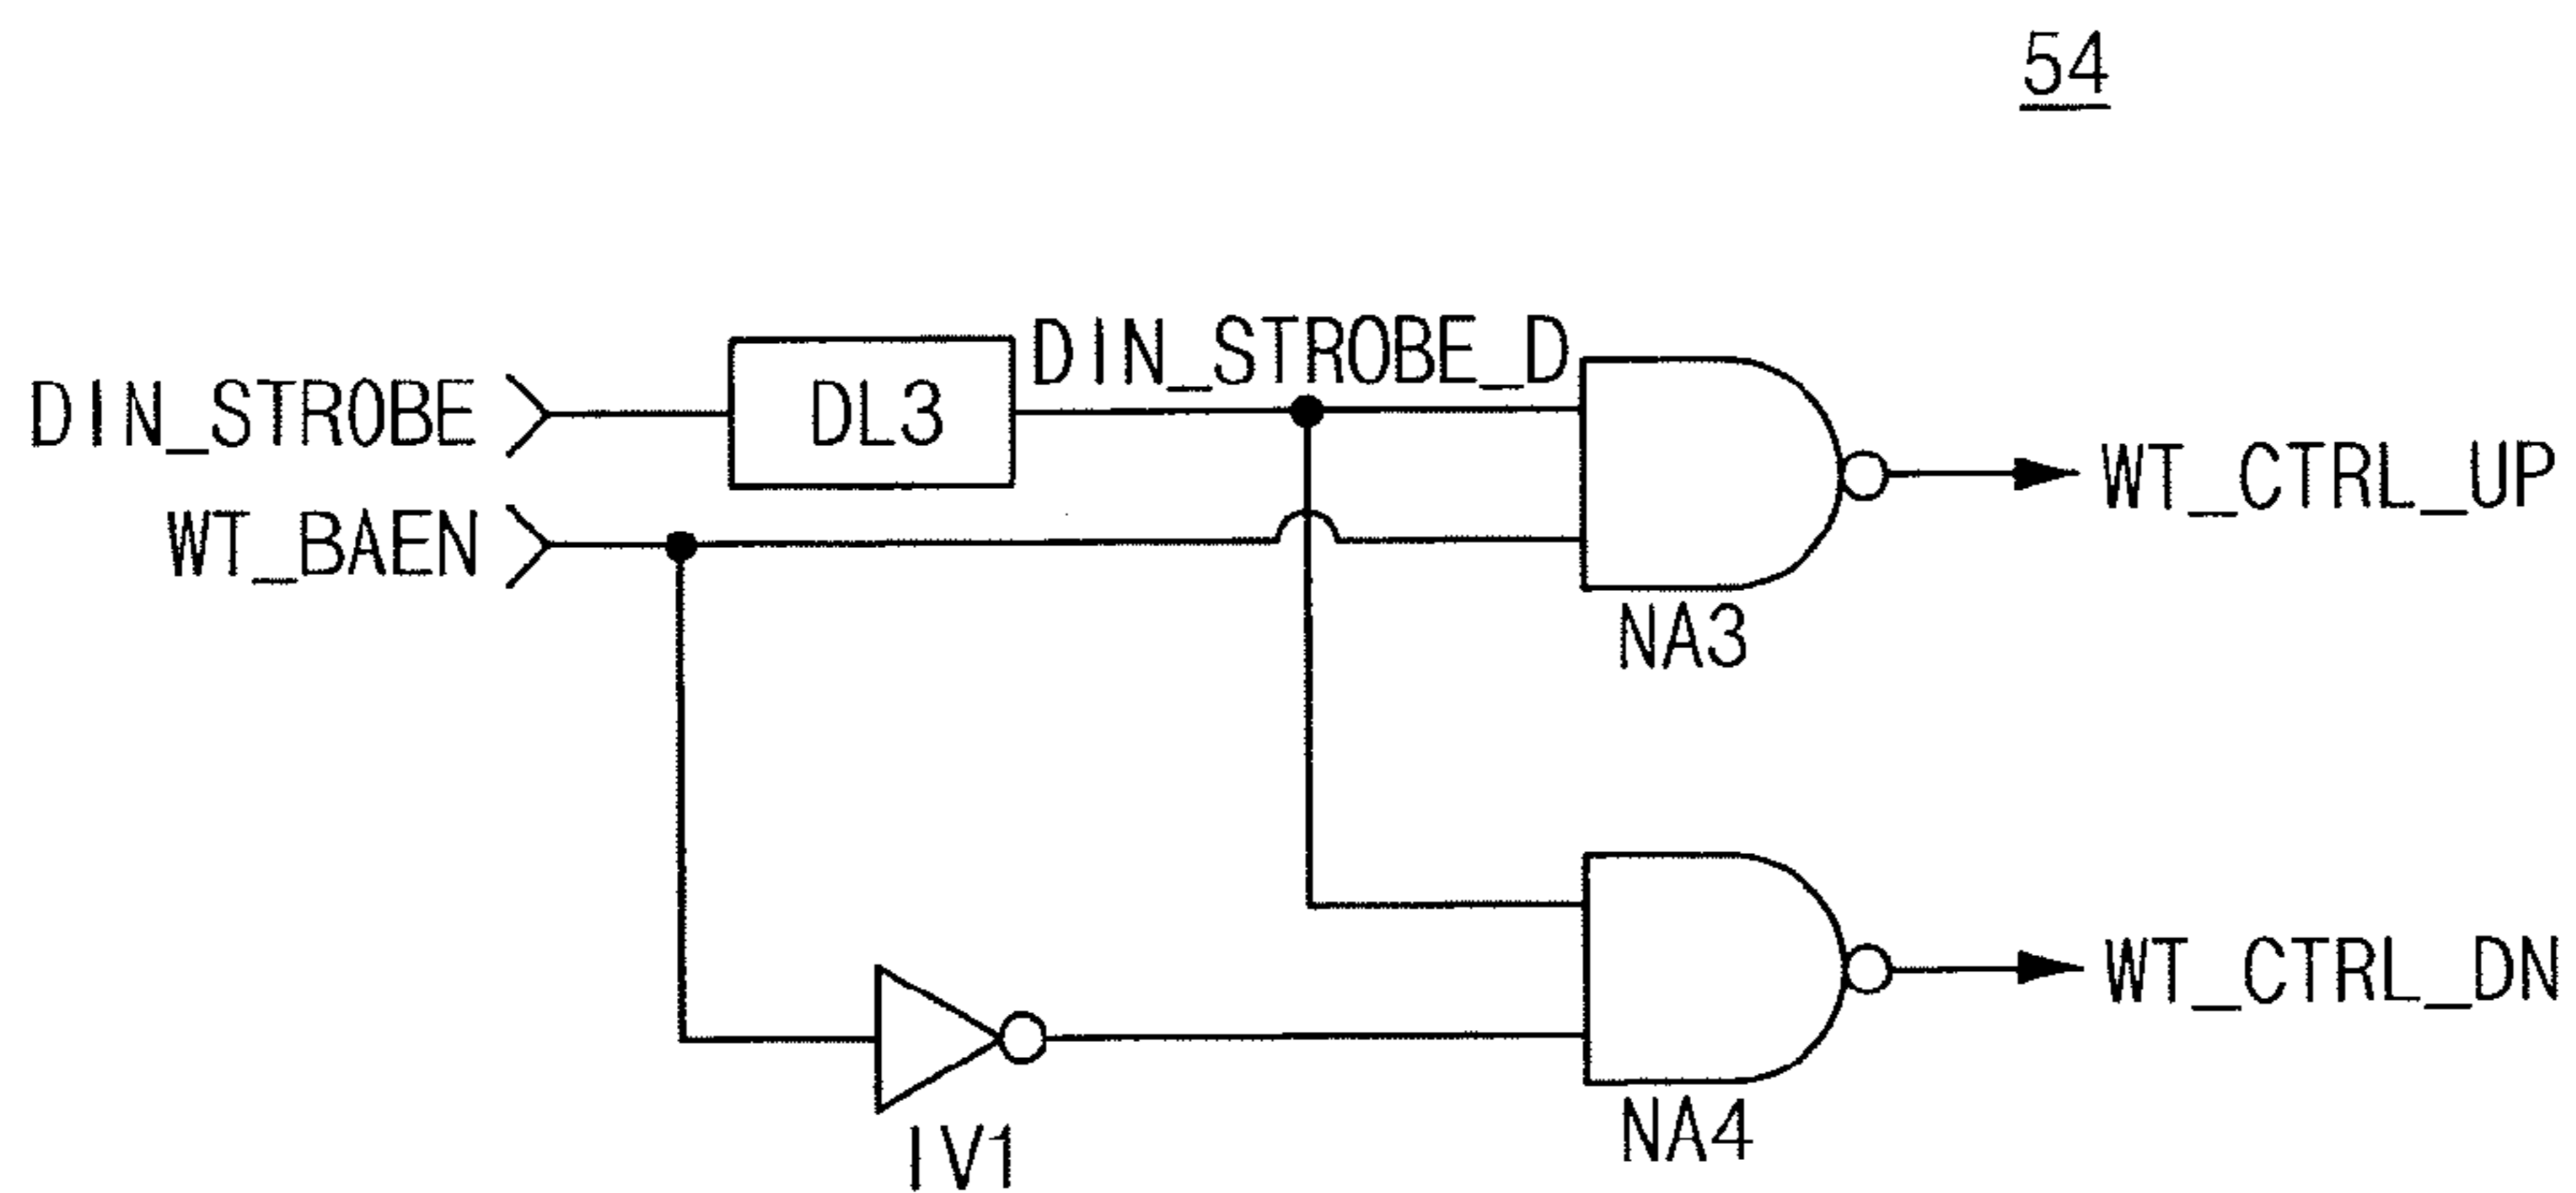 54
DIN_STROBE
DL3
DIN_STROBE_D
WT_BAEN
WT_CTRL_UP
NA3
WT_CTRL_DN
NA4
IV1